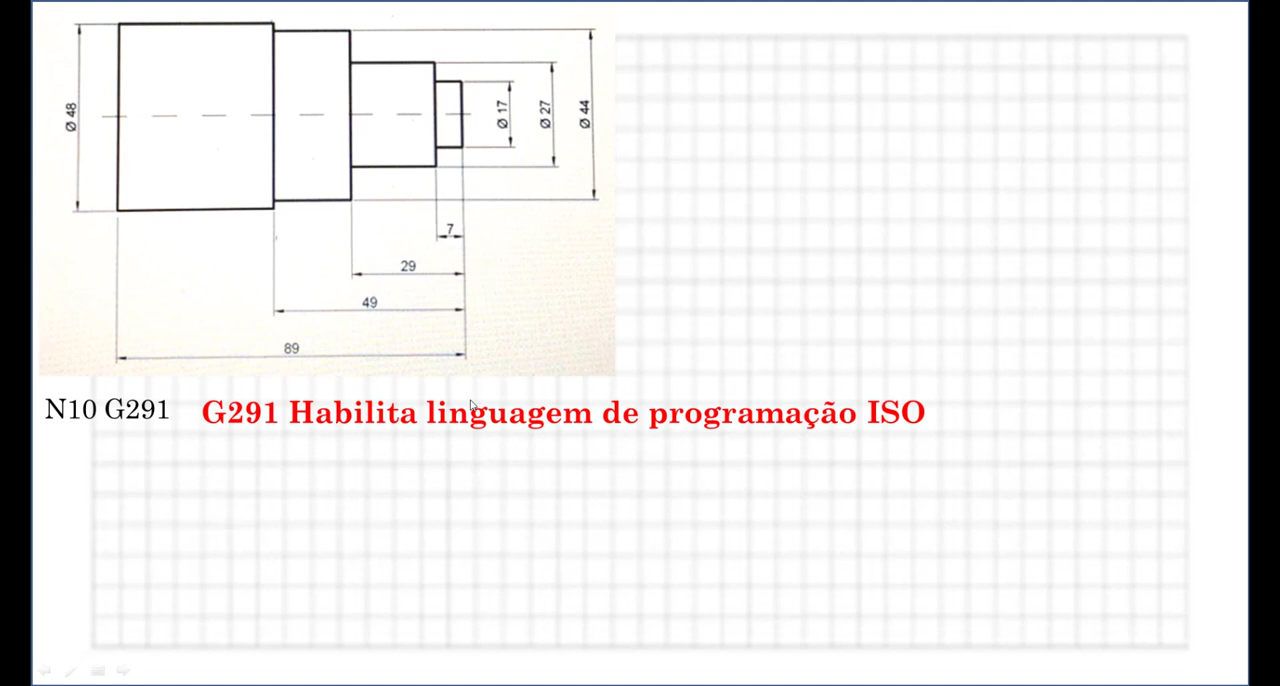 Ø 48
Ø 17
Ø 27
Ø 44
7
29
49
89
N10 G291 G291 Habilita linguagem de programação ISO